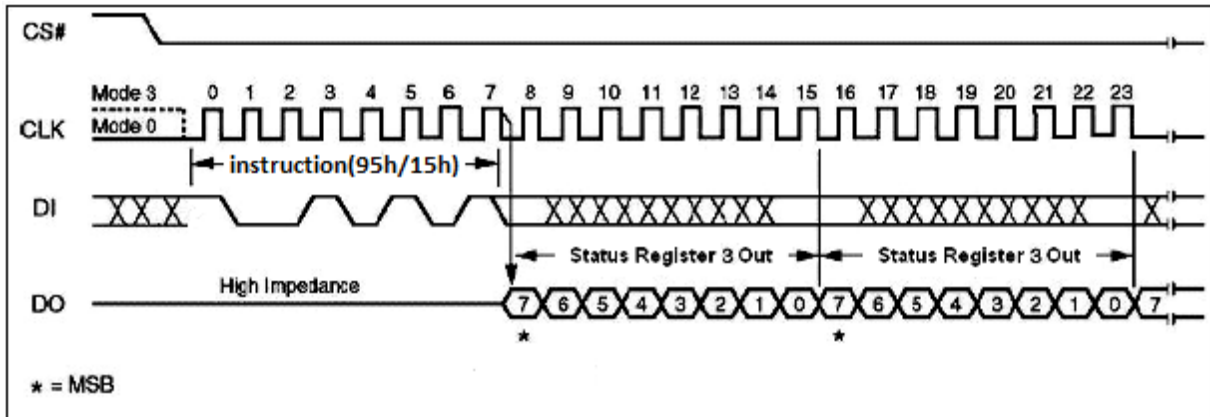 CS#
Mode 3 0 1 2 3 4 5 6 7 8 9 10 11 12 13 14 15 16 17 18 19 20 21 22 23
CLK Mode 0
instruction(95h/15h)
DI
Status Register 3 Out Status Register 3 Out
High Impedance
DO 7 6 5 4 3 2 1 0 7 6 5 4 3 2 1 0 7
* *
* = MSB